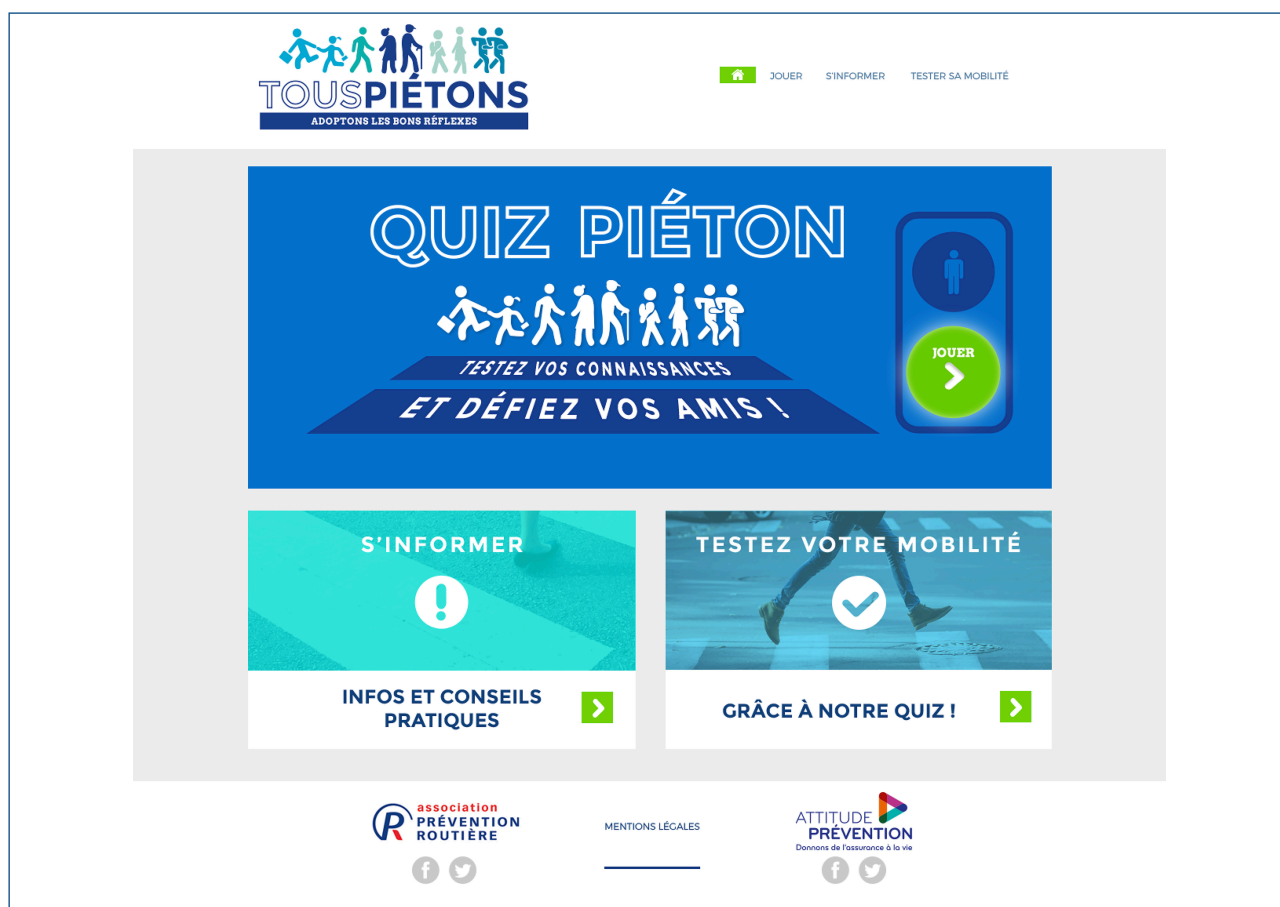 TOUSPIÉTONS
ADOPTONS LES BONS RÉFLEXES
JOUER S'INFORMER TESTER SA MOBILITÉ
QUIZ PIÉTON
TESTEZ VOS CONNAISSANCES
ET DÉFIEZ VOS AMIS !
JOUER
S'INFORMER
INFOS ET CONSEILS
PRATIQUES
TESTEZ VOTRE MOBILITÉ
GRÂCE À NOTRE QUIZ !
association
PRÉVENTION
ROUTIÈRE
MENTIONS LÉGALES
ATTITUDE
PRÉVENTION
Donnons de l'assurance à la vie